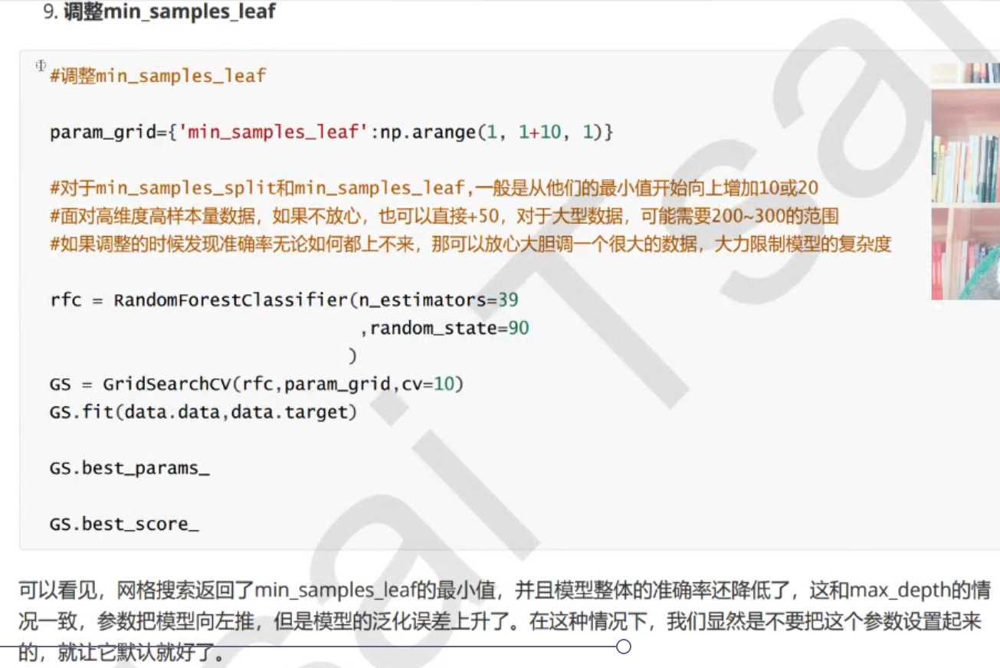 9. 调整min_samples_leaf
#调整min_samples_leaf
param_grid={'min_samples_leaf':np.arange(1, 1+10, 1)}
#对于min_samples_split和min_samples_leaf,一般是从他们的最小值开始向上增加10或20
#面对高维度高样本量数据，如果不放心，也可以直接+50，对于大型数据，可能需要200~300的范围
#如果调整的时候发现准确率无论如何都上不来，那可以放心大胆调一个很大的数据，大力限制模型的复杂度
rfc = RandomForestClassifier(n_estimators=39
,random_state=90
)
GS = GridSearchCV(rfc,param_grid,cv=10)
GS.fit(data.data,data.target)
GS.best_params_
GS.best_score_
可以看见，网格搜索返回了min_samples_leaf的最小值，并且模型整体的准确率还降低了，这和max_depth的情
况一致，参数把模型向左推，但是模型的泛化误差上升了。在这种情况下，我们显然是不要把这个参数设置起来
的，就让它默认就好了。